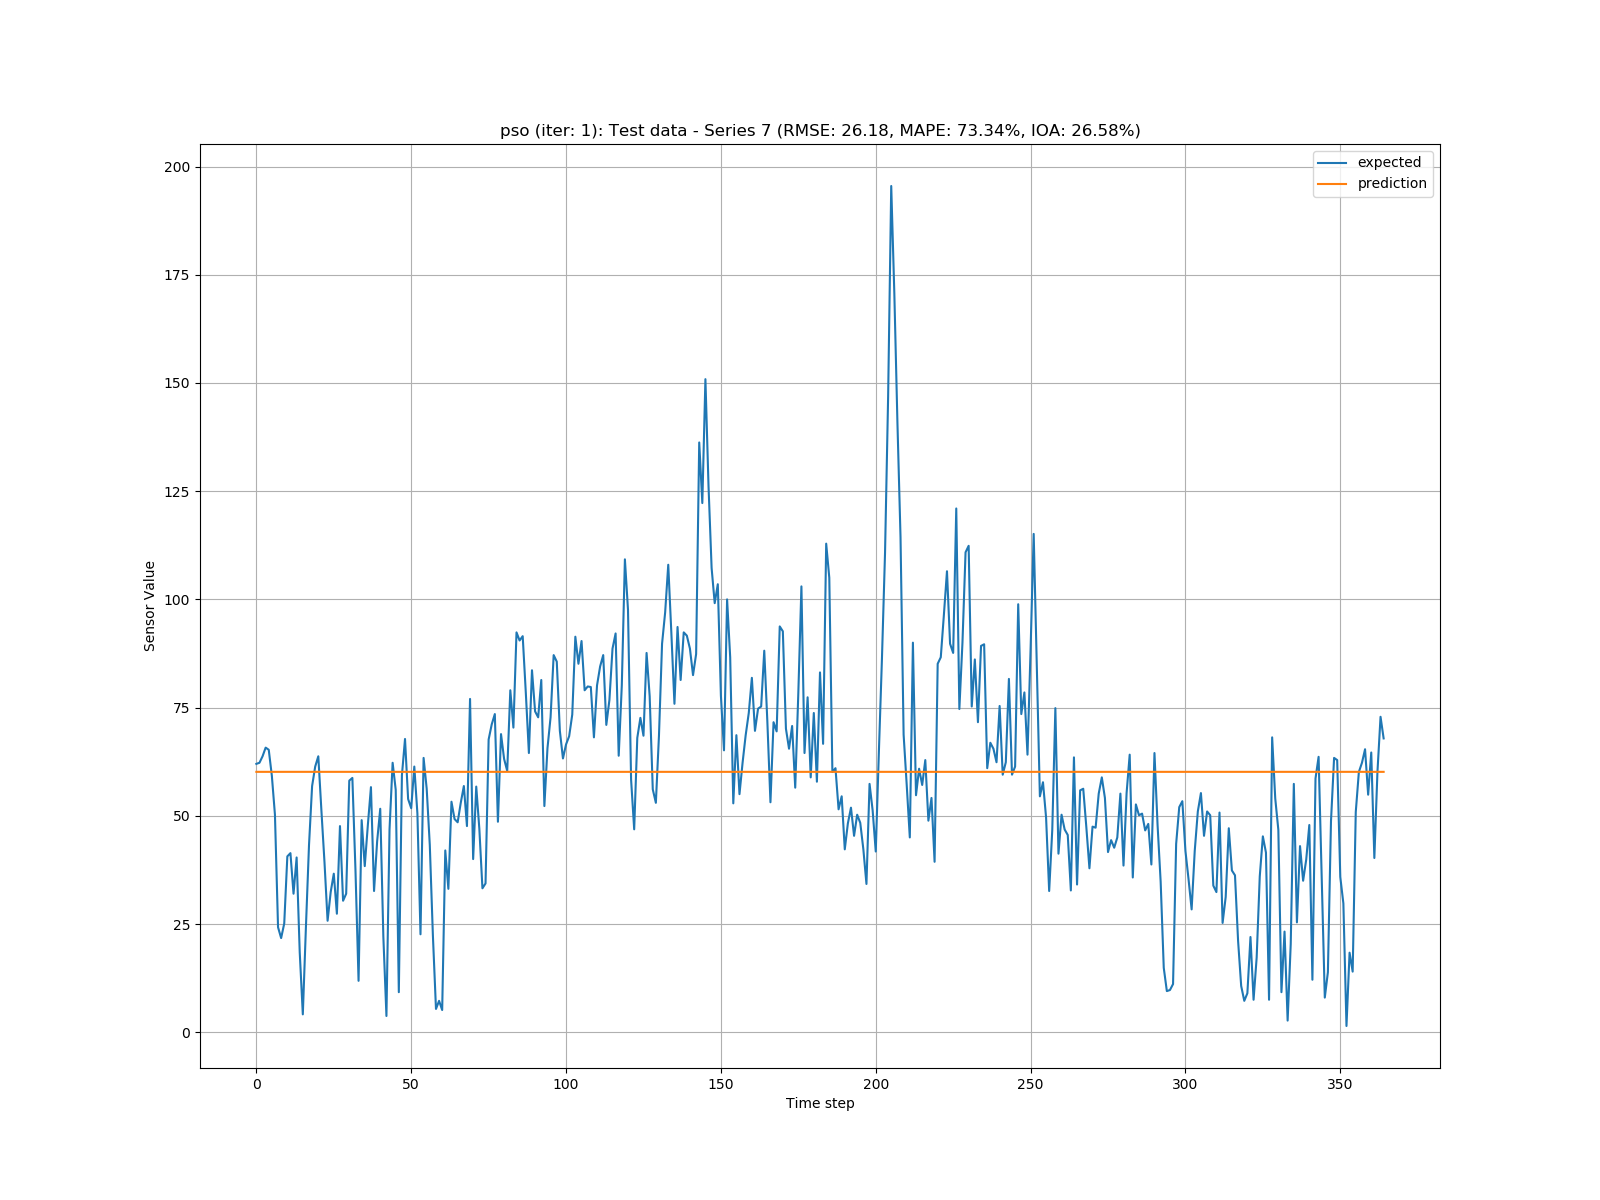 pso (iter: 1): Test data - Series 7 (RMSE: 26.18, MAPE: 73.34%, IOA: 26.58%)
expected
prediction
200
175
150
125
100
75
50
25
0
Sensor Value
0 50 100 150 200 250 300 350
Time step